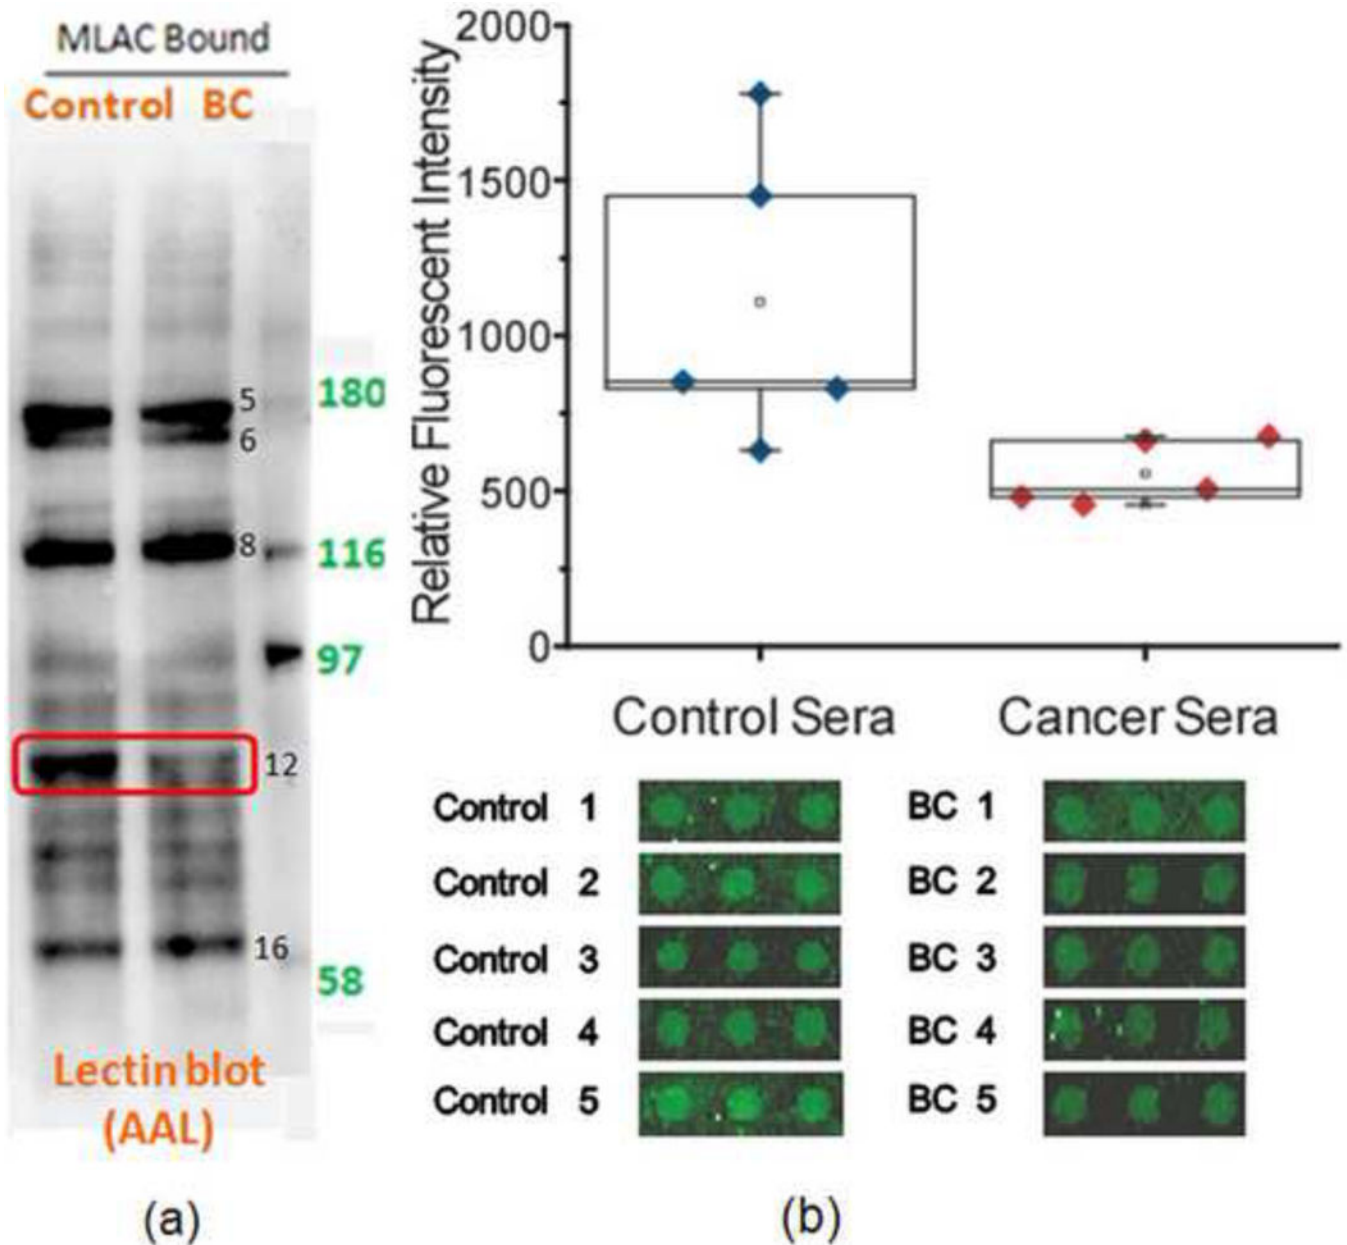 MLAC Bound
Control BC
5
180
6
8
116
97
12
16
58
Lectin blot
(AAL)
(a)
Relative Fluorescent Intensity
2000
1500
1000
500
0
Control Sera Cancer Sera
Control 1 BC 1
Control 2 BC 2
Control 3 BC 3
Control 4 BC 4
Control 5 BC 5
(b)